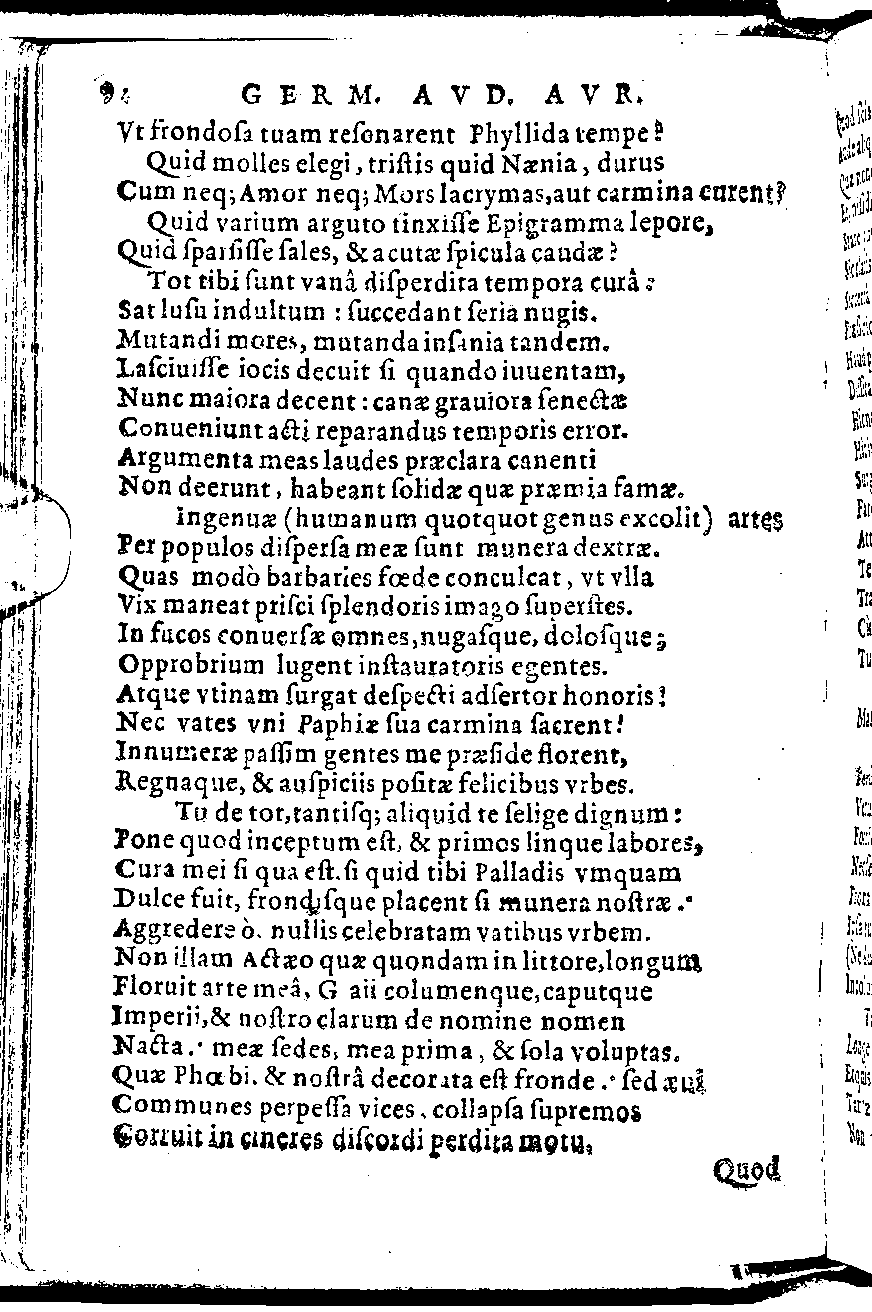 94 GERM. AVD. AVR.
Vt frondoſa tuam reſonarent Phyllida tempe?
Quid molles elegi, triſtis quid Nænia, durus
Cum neq; Amor neq; Mors lacrymas, aut carmina curent?
Quid varium arguto tinxiſſe Epigramma lepore,
Quid ſparſiſſe ſales, & acutæ ſpicula caudæ?
Tot tibi ſunt vanâ diſperdita tempora curâ:
Sat luſu indultum : ſuccedant ſeria nugis.
Mutandi mores, mutanda inſania tandem.
Laſciuiſſe iocis decuit ſi quando iuuentam,
Nunc maiora decent : canæ grauiora ſenectæ
Conueniunt acti reparandus temporis error.
Argumenta meas laudes præclara canenti
Non deerunt, habeant ſolidæ quæ præmia famæ.
Ingenuæ (humanum quotquot genus excolit) artes
Per populos diſperſa meæ ſunt munera dextræ.
Quas modò barbaries fœde conculcat, vt vlla
Vix maneat priſci ſplendoris imago ſuperſtes.
In fucos conuerſæ omnes, nugaſque, doloſque;
Opprobrium lugent inſtauratoris egentes.
Atque vtinam ſurgat deſpecti adſertor honoris!
Nec vates vni Paphiæ ſua carmina ſacrent!
Innumeræ paſſim gentes me præſide florent,
Regnaque, & auſpiciis poſitæ felicibus vrbes.
Tu de tot, tantiſq; aliquid te ſelige dignum:
Pone quod inceptum eſt, & primos linque labores,
Cura mei ſi qua eſt. ſi quid tibi Palladis vmquam
Dulce fuit, frondiſque placent ſi munera noſtræ .·
Aggredere ò. nullis celebratam vatibus vrbem.
Non illam Actæo quæ quondam in littore, longum
Floruit arte meâ, G aii columenque, caputque
Imperii, & noſtro clarum de nomine nomen
Nacta .· meæ ſedes, mea prima, & ſola voluptas.
Quæ Phœbi. & noſtrâ decorata eſt fronde .· ſed æui
Communes perpeſſa vices, collapſa ſupremos
Corruit in cineres diſcordi perdita motu,
Quod